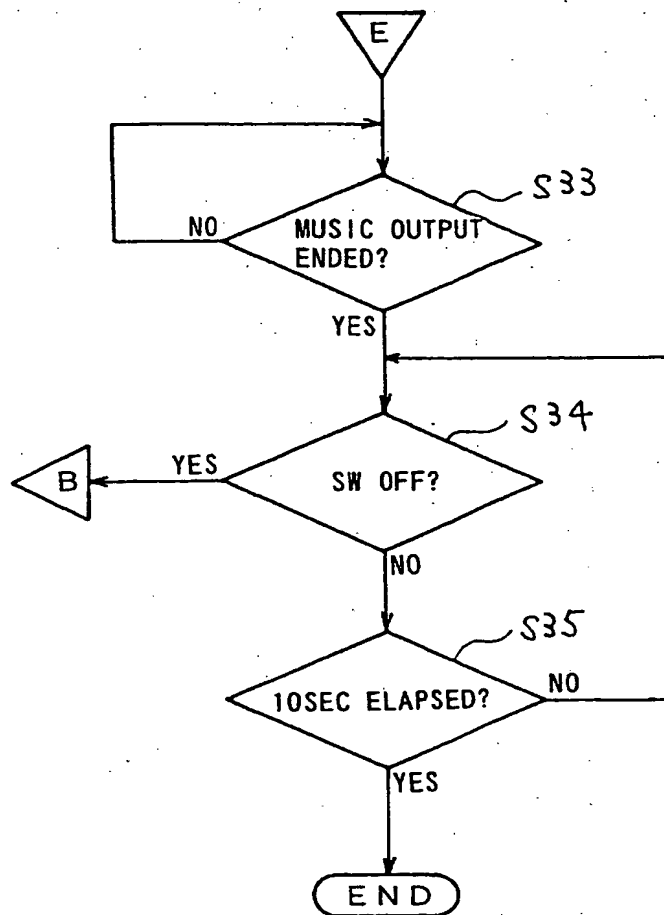 E
S33
NO
MUSIC OUTPUT
ENDED?
YES
S34
B
YES
SW OFF?
NO
S35
10SEC ELAPSED?
NO
YES
END